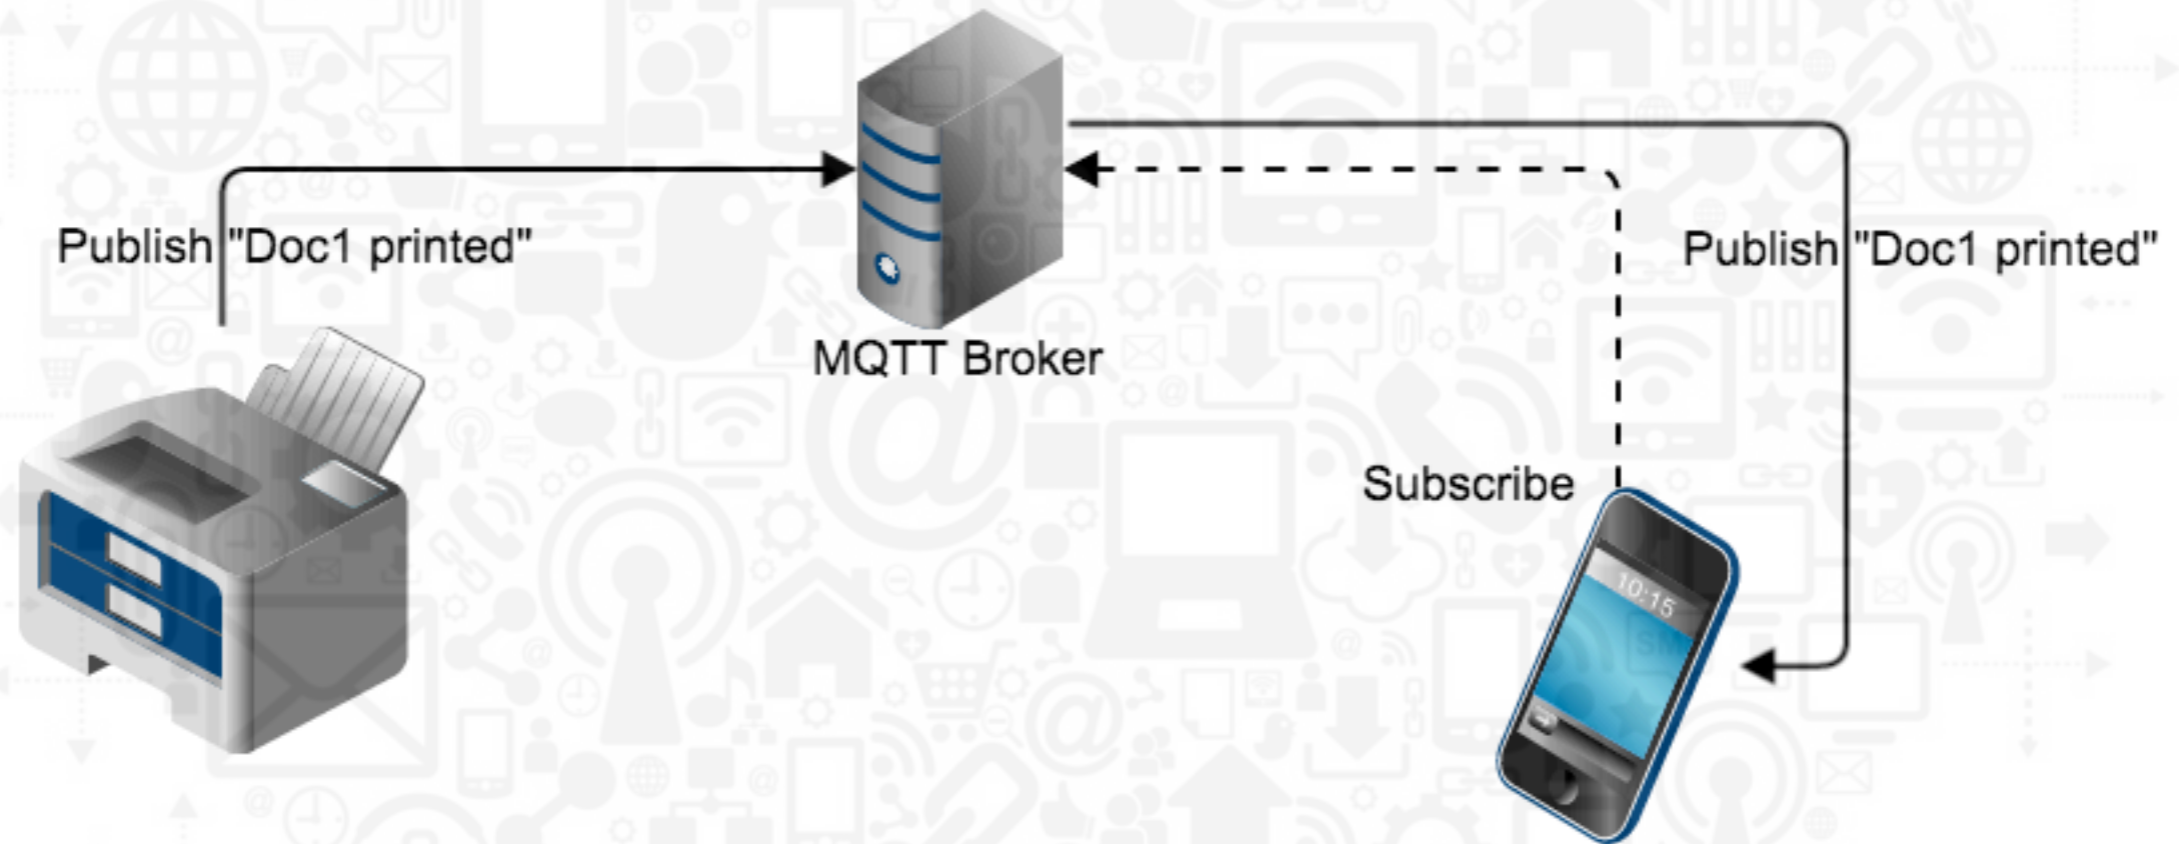 Publish "Doc1 printed"
MQTT Broker
Publish "Doc1 printed"
Subscribe
10:15